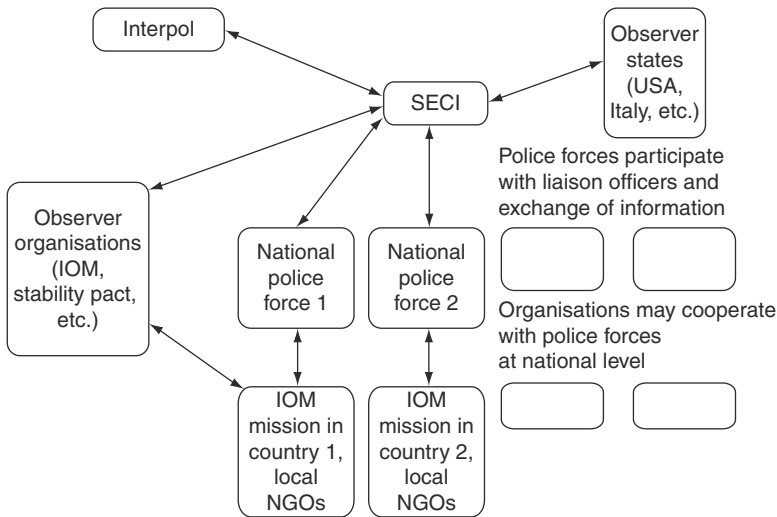 Interpol
Observer
states
(USA,
Italy, etc.)
SECI
Police forces participate
with liaison officers and
exchange of information
Observer
organisations
(IOM,
stability pact,
etc.)
National
police
force 1
National
police
force 2
Organisations may cooperate
with police forces
at national level
IOM
mission in
country 1,
local
NGOs
IOM
mission in
country 2,
local
NGOs